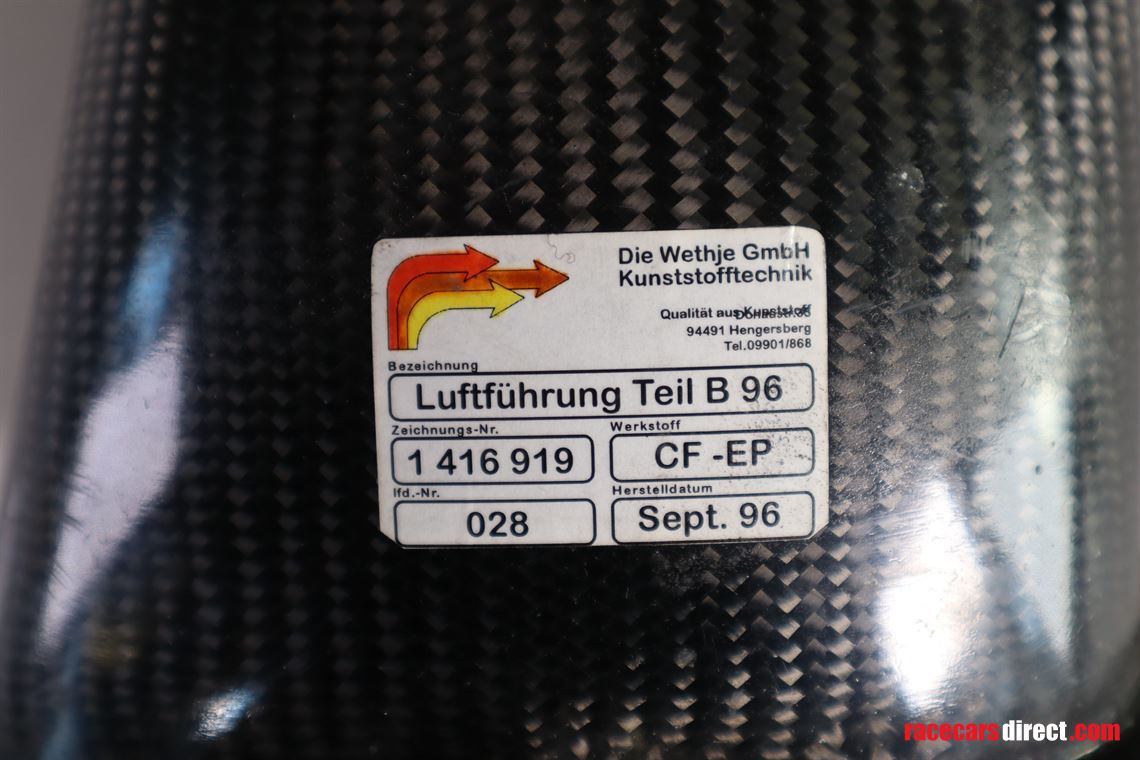 Die Wethje GmbH
Kunststofftechnik
Qualität aus Kunststoff
94491 Hengersberg
Tel.09901/868
Bezeichnung
Luftführung Teil B 96
Zeichnungs-Nr.
Werkstoff
1 416 919
CF -EP
lfd.-Nr.
Herstelldatum
028
Sept. 96
racecarsdirect.com